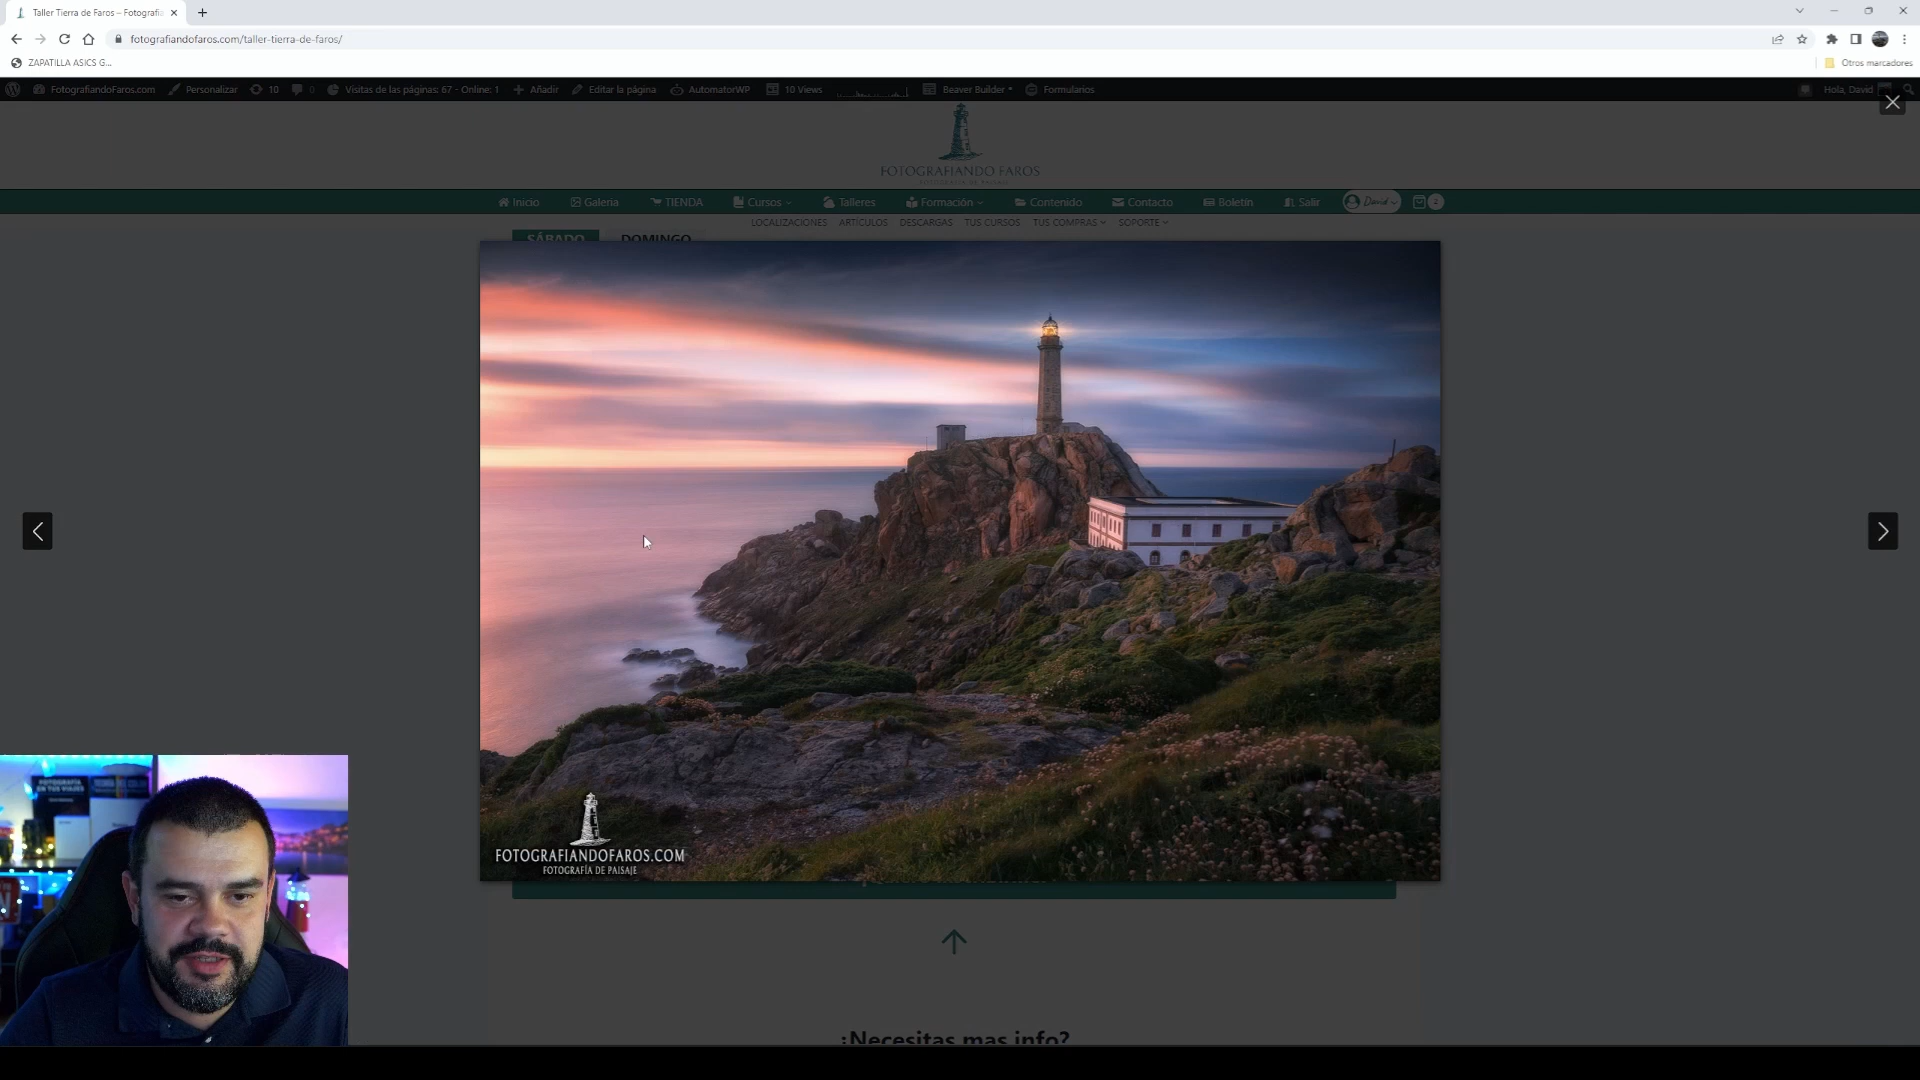 Taller Tierra de Faros – Fotografia
fotografiandofaros.com/taller-tierra-de-faros/
ZAPATILLA ASICS G...
Otros marcadores
FotografiandoFaros.com Personalizar 10 0 Visitas de las páginas: 67 - Online: 1 Añadir Editar la página AutomatorWP 10 Views Beaver Builder Formularios Hola, David
FOTOGRAFIANDO FAROS
Inicio Galeria TIENDA Cursos Talleres Formación Contenido Contacto Boletín Salir David 2
LOCALIZACIONES ARTÍCULOS DESCARGAS TUS CURSOS TUS COMPRAS SOPORTE
SÁBADO DOMINGO
FOTOGRAFIANDOFAROS.COM
FOTOGRAFÍA DE PAISAJE
¿Necesitas mas info?